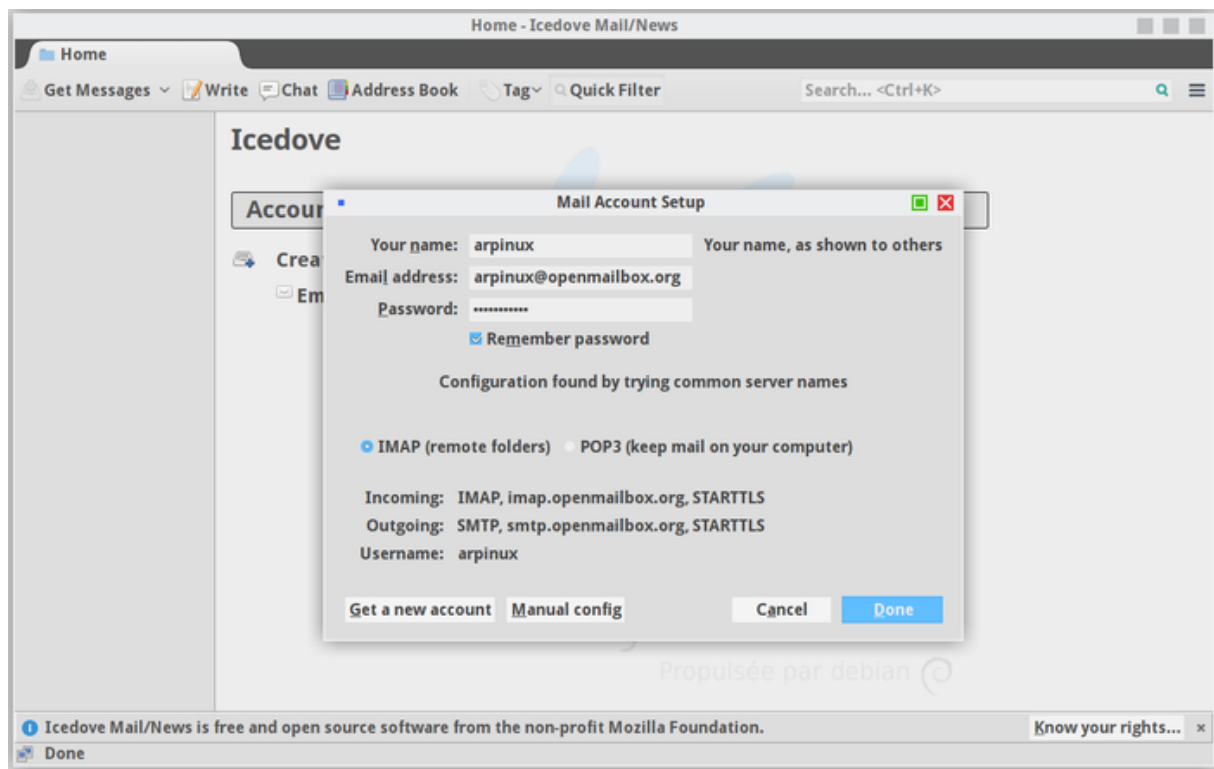 Home - Icedove Mail/News
Home
Get Messages Write Chat Address Book Tag Quick Filter Search... <Ctrl+K>
Icedove
Mail Account Setup
Your name: arpinux Your name, as shown to others
Email address: arpinux@openmailbox.org
Password: •••••••••••
Remember password
Configuration found by trying common server names
IMAP (remote folders) POP3 (keep mail on your computer)
Incoming: IMAP, imap.openmailbox.org, STARTTLS
Outgoing: SMTP, smtp.openmailbox.org, STARTTLS
Username: arpinux
Get a new account Manual config Cancel Done
Propulsée par debian
Icedove Mail/News is free and open source software from the non-profit Mozilla Foundation. Know your rights...
Done